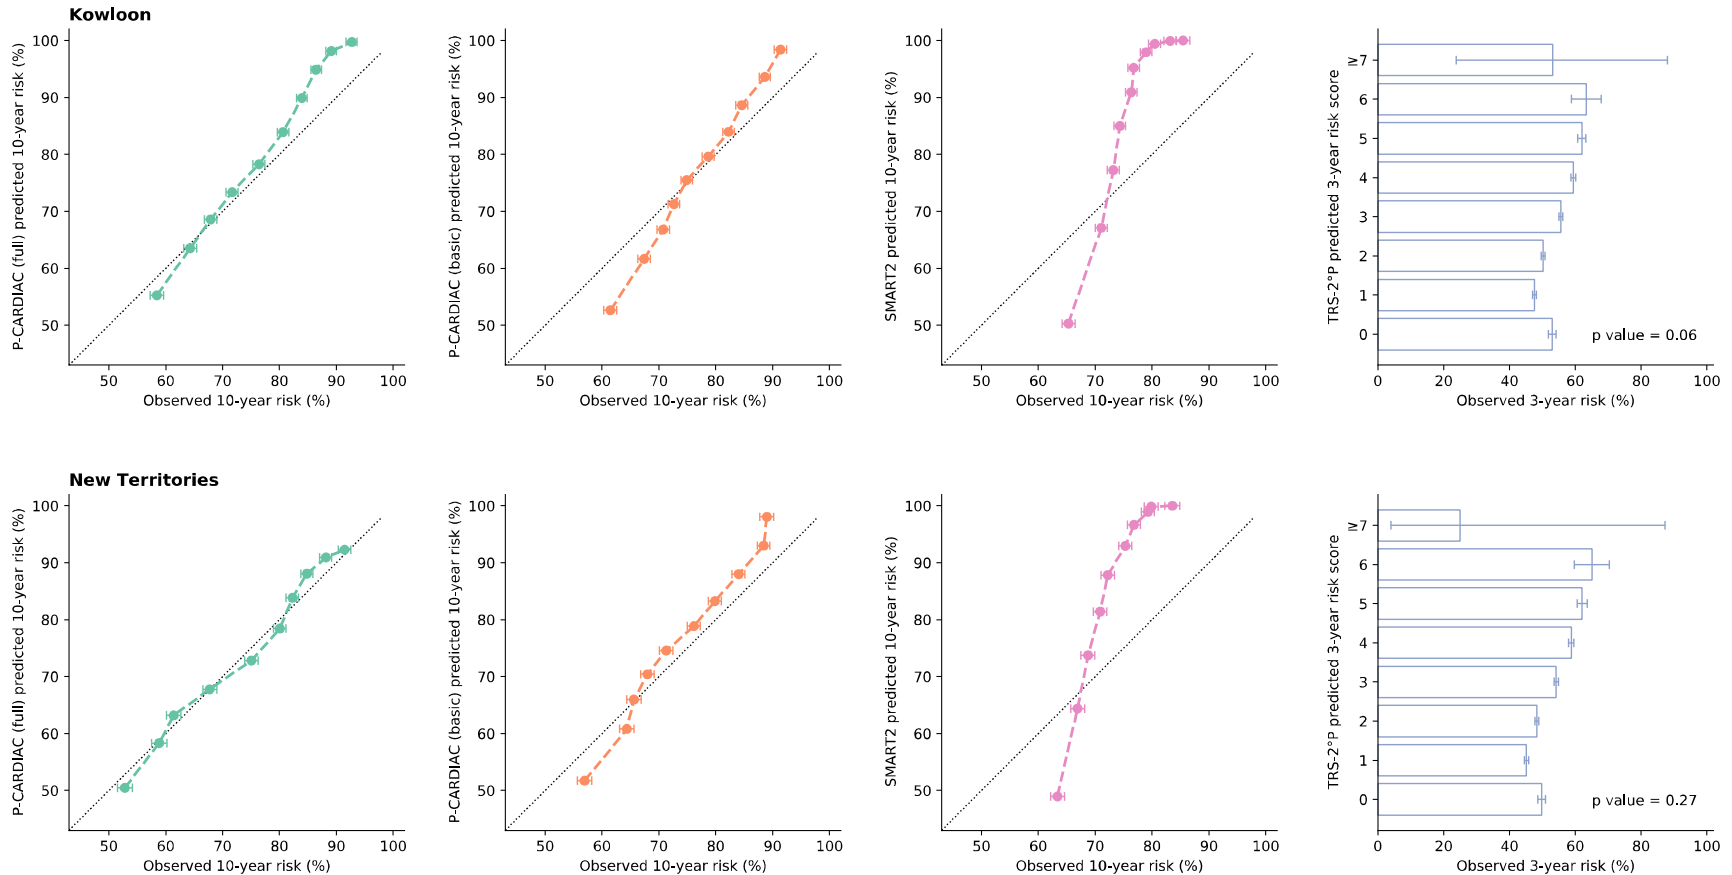 Kowloon
P-CARDIAC (full) predicted 10-year risk (%)
100
90
80
70
60
50
50 60 70 80 90 100
Observed 10-year risk (%)
P-CARDIAC (basic) predicted 10-year risk (%)
100
90
80
70
60
50
50 60 70 80 90 100
Observed 10-year risk (%)
SMART2 predicted 10-year risk (%)
100
90
80
70
60
50
50 60 70 80 90 100
Observed 10-year risk (%)
TRS-2°P predicted 3-year risk score
≥7
6
5
4
3
2
1
0
p value = 0.06
0 20 40 60 80 100
Observed 3-year risk (%)
New Territories
P-CARDIAC (full) predicted 10-year risk (%)
100
90
80
70
60
50
50 60 70 80 90 100
Observed 10-year risk (%)
P-CARDIAC (basic) predicted 10-year risk (%)
100
90
80
70
60
50
50 60 70 80 90 100
Observed 10-year risk (%)
SMART2 predicted 10-year risk (%)
100
90
80
70
60
50
50 60 70 80 90 100
Observed 10-year risk (%)
TRS-2°P predicted 3-year risk score
≥7
6
5
4
3
2
1
0
p value = 0.27
0 20 40 60 80 100
Observed 3-year risk (%)